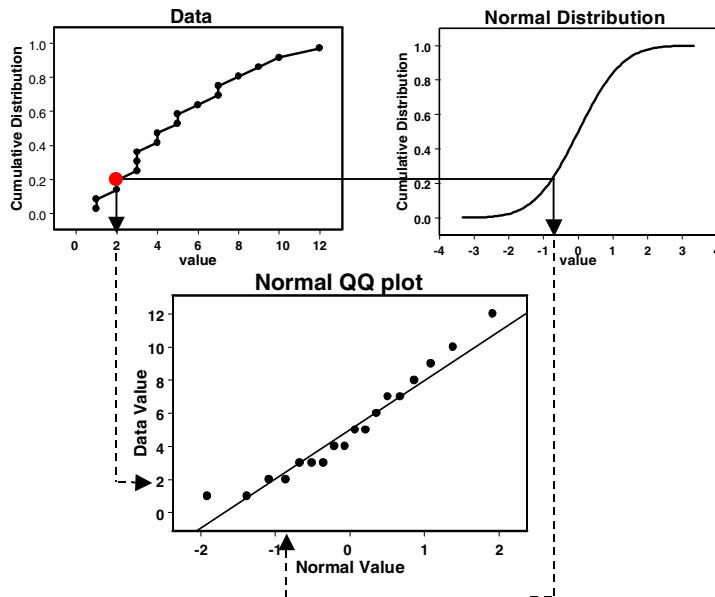 Data
Cumulative Distribution
1.0
0.8
0.6
0.4
0.2
0.0
0 2 4 6 8 10 12
value
Normal Distribution
Cumulative Distribution
1.0
0.8
0.6
0.4
0.2
0.0
-4 -3 -2 -1 0 1 2 3 4
value
Normal QQ plot
Data Value
12
10
8
6
4
2
0
-2 -1 0 1 2
Normal Value